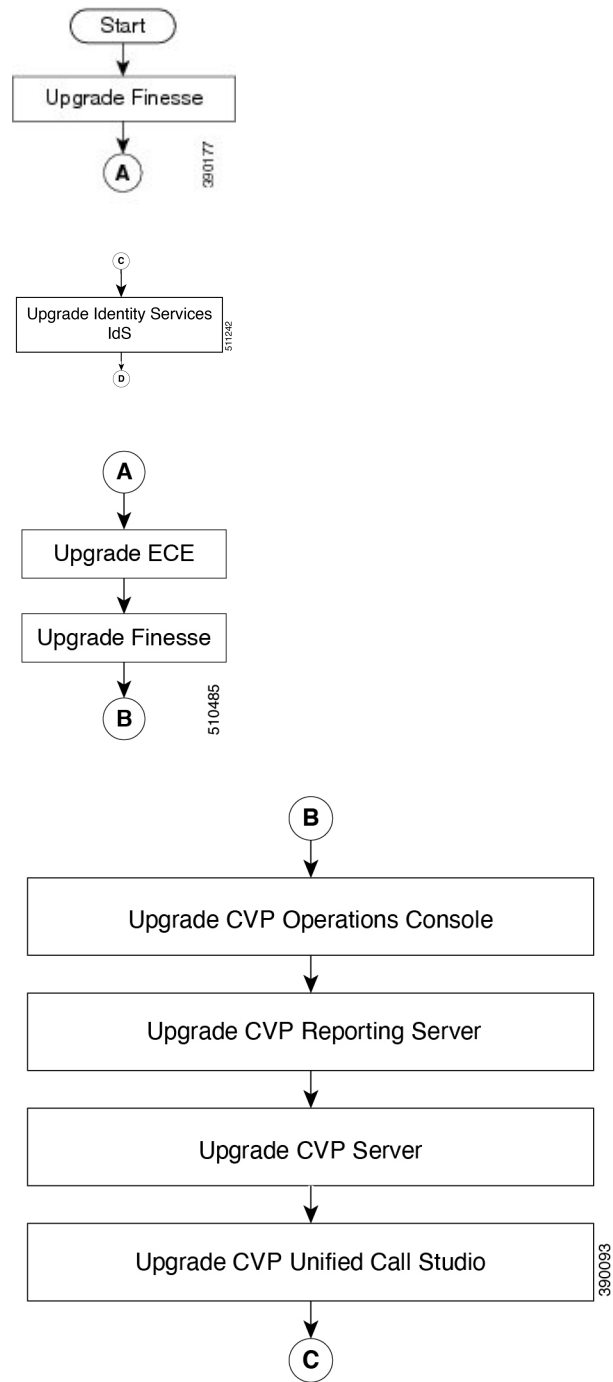 Start
Upgrade Finesse
A
390177
C
Upgrade Identity Services
IdS
511242
D
A
Upgrade ECE
Upgrade Finesse
B
510485
B
Upgrade CVP Operations Console
Upgrade CVP Reporting Server
Upgrade CVP Server
Upgrade CVP Unified Call Studio
390093
C